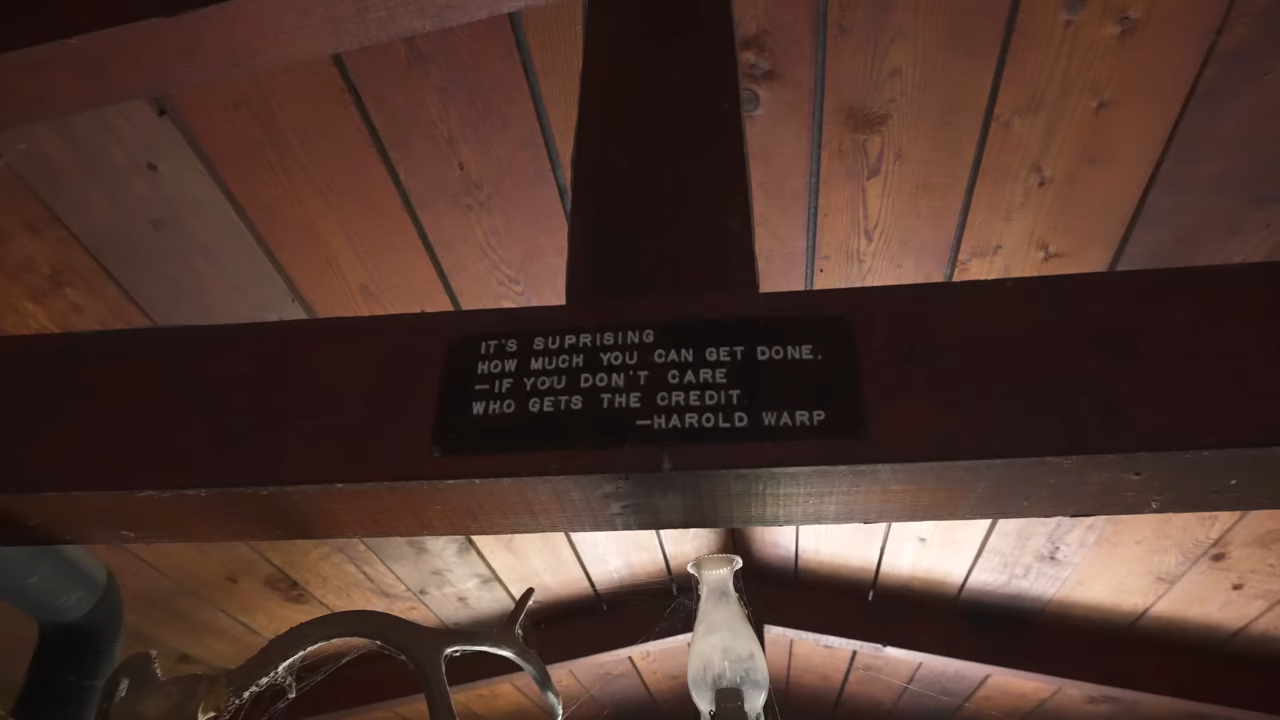 IT'S SUPRISING
HOW MUCH YOU CAN GET DONE,
—IF YOU DON'T CARE
WHO GETS THE CREDIT.
—HAROLD WARP